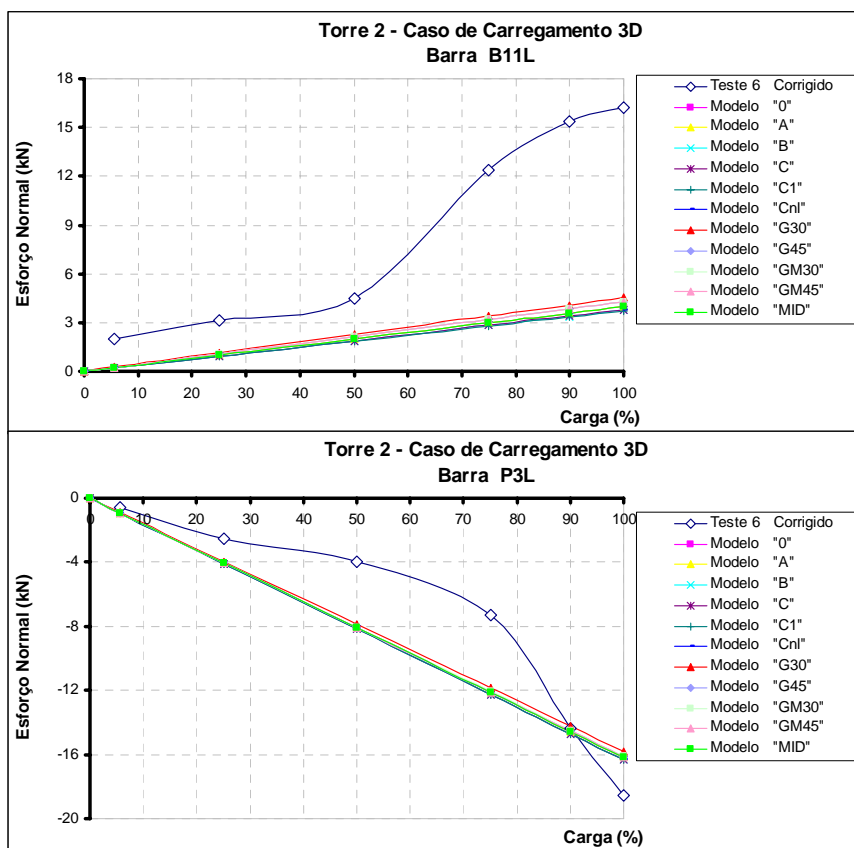 Torre 2 - Caso de Carregamento 3D
Barra B11L
Esforço Normal (kN)
18
15
12
9
6
3
0
0 10 20 30 40 50 60 70 80 90 100
Carga (%)
Teste 6 Corrigido
Modelo "0"
Modelo "A"
Modelo "B"
Modelo "C"
Modelo "C1"
Modelo "Cnl"
Modelo "G30"
Modelo "G45"
Modelo "GM30"
Modelo "GM45"
Modelo "MID"
Torre 2 - Caso de Carregamento 3D
Barra P3L
Esforço Normal (kN)
0
-4
-8
-12
-16
-20
0 10 20 30 40 50 60 70 80 90 100
Carga (%)
Teste 6 Corrigido
Modelo "0"
Modelo "A"
Modelo "B"
Modelo "C"
Modelo "C1"
Modelo "Cnl"
Modelo "G30"
Modelo "G45"
Modelo "GM30"
Modelo "GM45"
Modelo "MID"